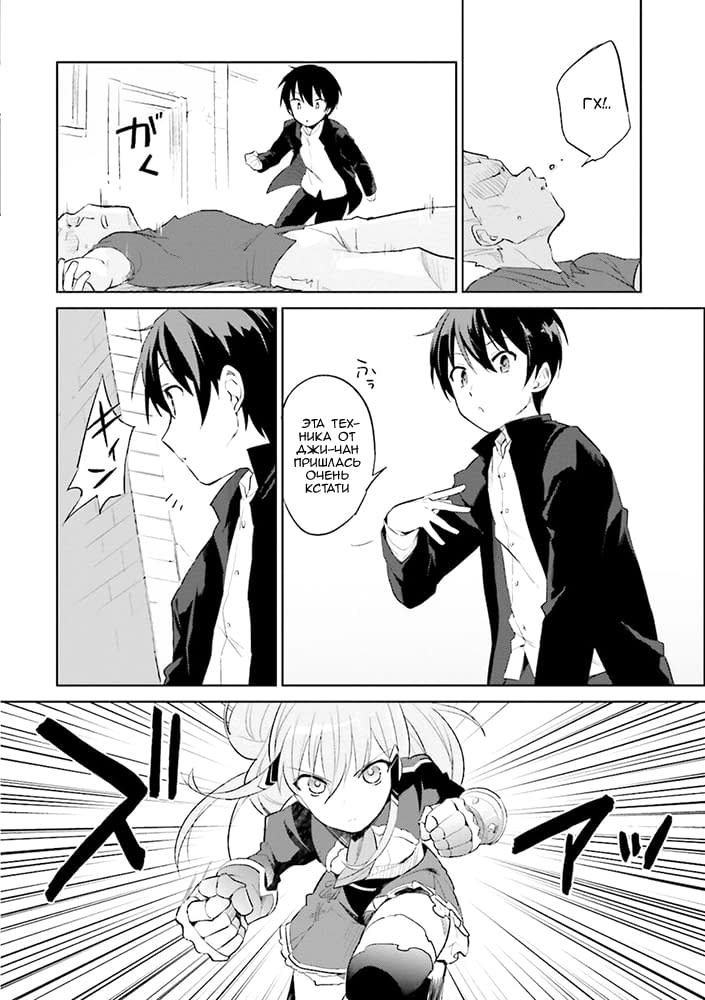 ГХ!..
がく
ふぅ
ЭТА ТЕХ-
НИКА ОТ
ДЖИ-ЧАН
ПРИШЛАСЬ
ОЧЕНЬ
КСТАТИ
ギィン
ズアッ